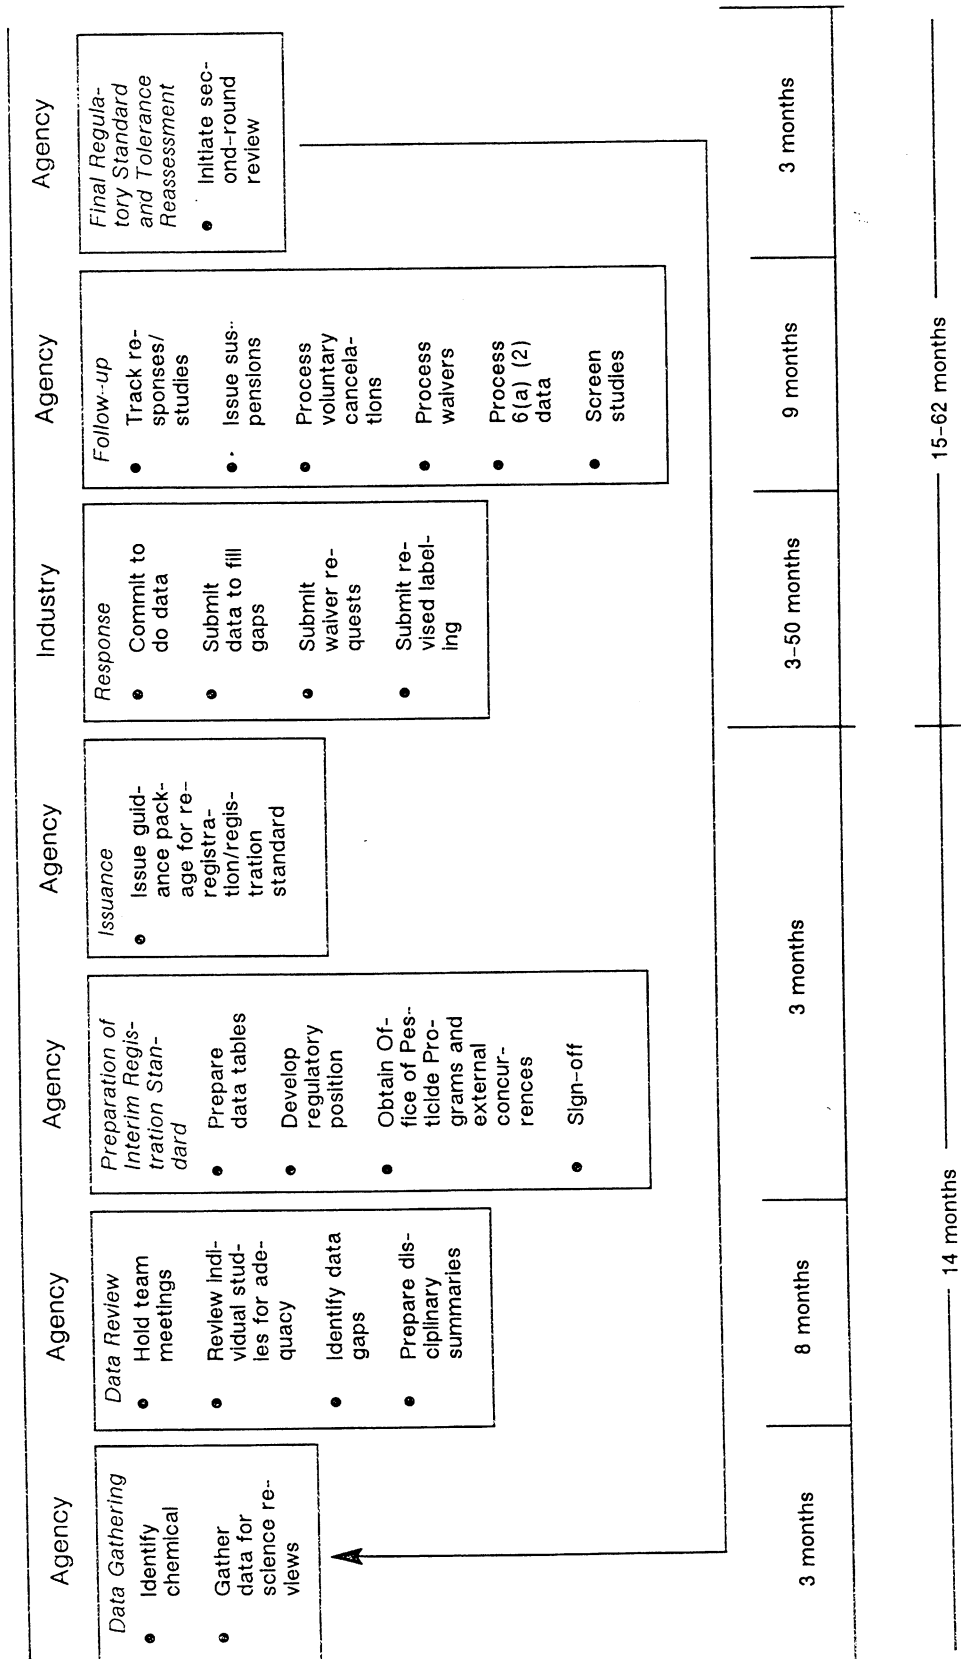 Agency
Data Gathering
• Identify
chemical
• Gather
data for
science re-
views
Agency
Data Review
• Hold team
meetings
• Review indi-
vidual stud-
ies for ade-
quacy
• Identify data
gaps
• Prepare dis-
ciplinary
summaries
Agency
Preparation of
Interim Regis-
tration Stan-
dard
• Prepare
data tables
• Develop
regulatory
position
• Obtain Of-
fice of Pes-
ticide Pro-
grams and
external
concur-
rences
• Sign-off
Agency
Issuance
• Issue guid-
ance pack-
age for re-
registra-
tion/regis-
tration
standard
Industry
Response
• Commit to
do data
• Submit
data to fill
gaps
• Submit
waiver re-
quests
• Submit re-
vised label-
ing
Agency
Follow--up
• Track re-
sponses/
studies
• Issue sus-
pensions
• Process
voluntary
cancela-
tions
• Process
waivers
• Process
6(a) (2)
data
• Screen
studies
Agency
Final Regula-
tory Standard
and Tolerance
Reassessment
• Initiate sec-
ond-round
review
3 months
8 months
3 months
3-50 months
9 months
3 months
14 months
15-62 months